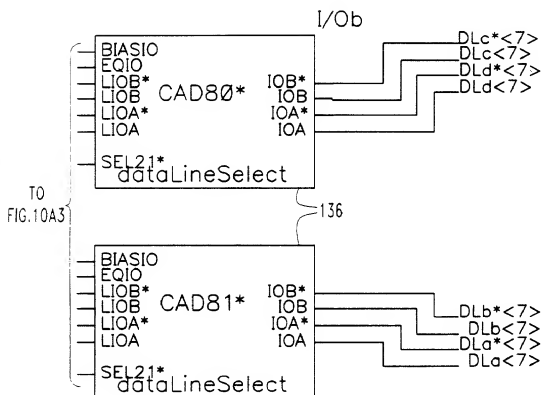 I/Ob
BIASIO
EQIO
LIOB*
LIOB
LIOA*
LIOA
SEL21*
CAD80*
dataLineSelect
IOB*
IOB
IOA*
IOA
DLc*<7>
DLc<7>
DLd*<7>
DLd<7>
TO
FIG.10A3
136
BIASIO
EQIO
LIOB*
LIOB
LIOA*
LIOA
SEL21*
CAD81*
dataLineSelect
IOB*
IOB
IOA*
IOA
DLb*<7>
DLb<7>
DLa*<7>
DLa<7>